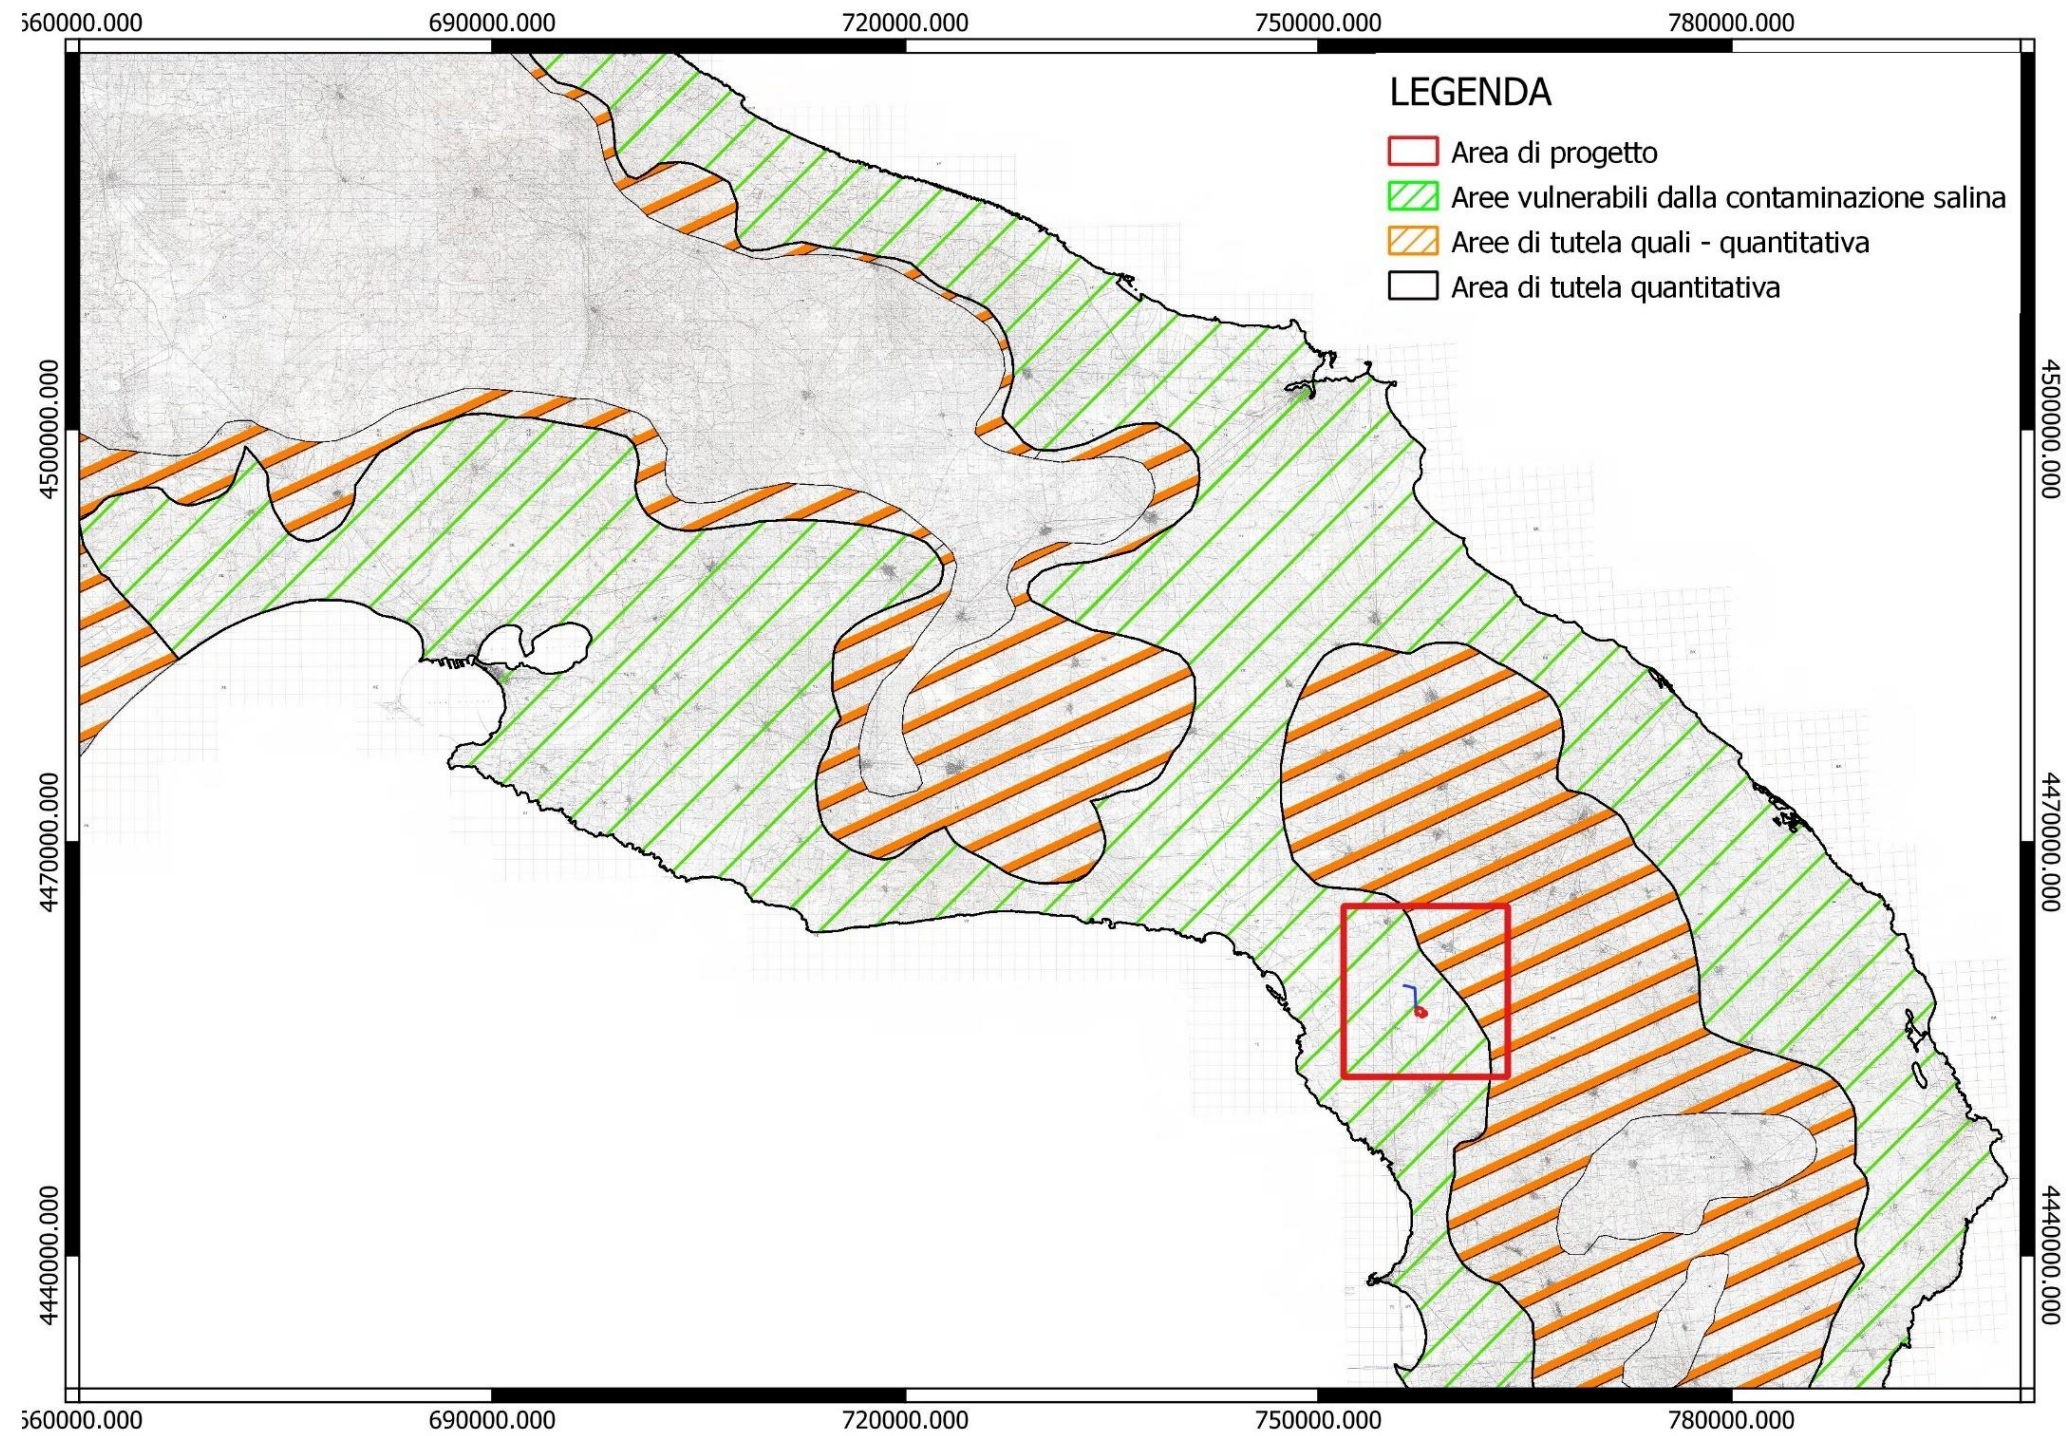 560000.000 690000.000 720000.000 750000.000 780000.000
LEGENDA
Area di progetto
Aree vulnerabili dalla contaminazione salina
Aree di tutela quali - quantitativa
Area di tutela quantitativa
4500000.000
4500000.000
4470000.000
4470000.000
4440000.000
4440000.000
560000.000 690000.000 720000.000 750000.000 780000.000